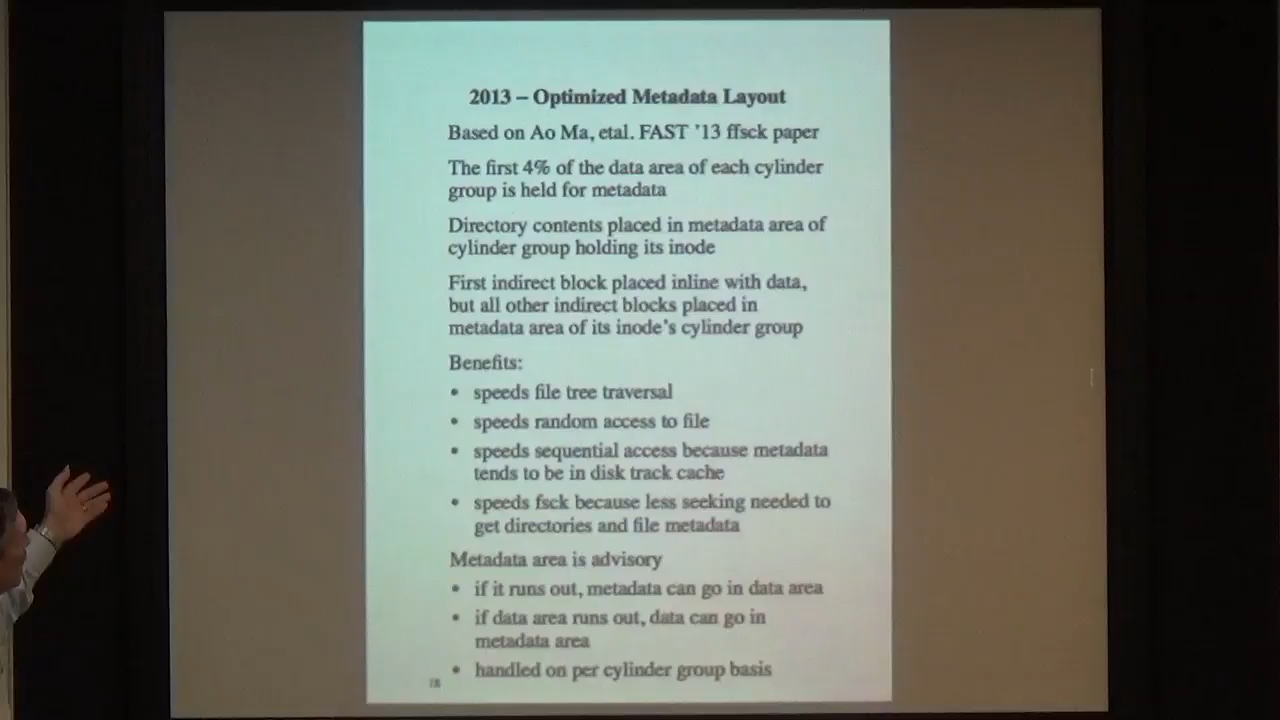 2013 – Optimized Metadata Layout
Based on Ao Ma, etal. FAST ’13 ffsck paper
The first 4% of the data area of each cylinder
group is held for metadata
Directory contents placed in metadata area of
cylinder group holding its inode
First indirect block placed inline with data,
but all other indirect blocks placed in
metadata area of its inode’s cylinder group
Benefits:
• speeds file tree traversal
• speeds random access to file
• speeds sequential access because metadata
tends to be in disk track cache
• speeds fsck because less seeking needed to
get directories and file metadata
Metadata area is advisory
• if it runs out, metadata can go in data area
• if data area runs out, data can go in
metadata area
• handled on per cylinder group basis